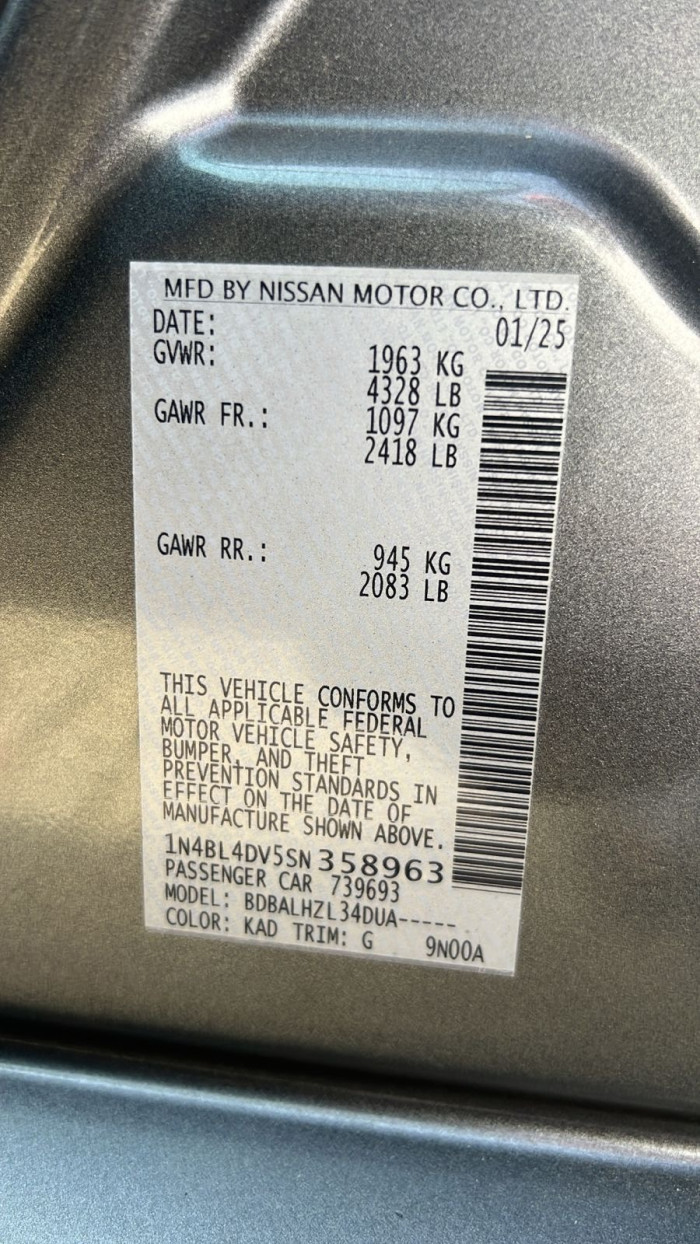 MFD BY NISSAN MOTOR CO., LTD.
DATE: 01/25
GVWR: 1963 KG
4328 LB
GAWR FR.: 1097 KG
2418 LB
GAWR RR.: 945 KG
2083 LB
THIS VEHICLE CONFORMS TO
ALL APPLICABLE FEDERAL
MOTOR VEHICLE SAFETY,
BUMPER, AND THEFT
PREVENTION STANDARDS IN
EFFECT ON THE DATE OF
MANUFACTURE SHOWN ABOVE.
1N4BL4DV5SN358963
PASSENGER CAR 739693
MODEL: BDBALHZL34DUA-----
COLOR: KAD TRIM: G 9N00A